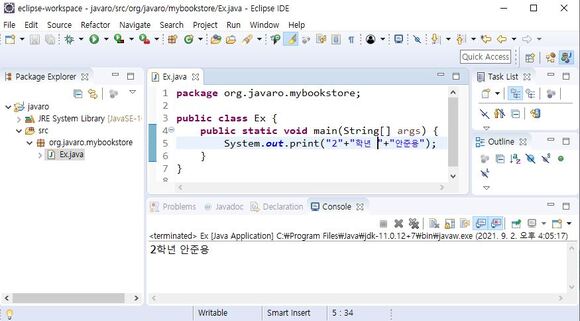 eclipse-workspace - javaro/src/org/javaro/mybookstore/Ex.java - Eclipse IDE
File Edit Source Refactor Navigate Search Project Run Window Help
Quick Access
Package Explorer
javaro
JRE System Library [JavaSE-1
src
org.javaro.mybookstore
Ex.java
Ex.java
1 package org.javaro.mybookstore;
2
3 public class Ex {
4 public static void main(String[] args) {
5 System.out.print("2"+"학년 "+"안준용");
6 }
7 }
8
Task List
Outline
Problems Javadoc Declaration Console
<terminated> Ex [Java Application] C:₩Program Files₩Java₩jdk-11.0.12+7₩bin₩javaw.exe (2021. 9. 2. 오후 4:05:17)
2학년 안준용
Writable Smart Insert 5 : 34